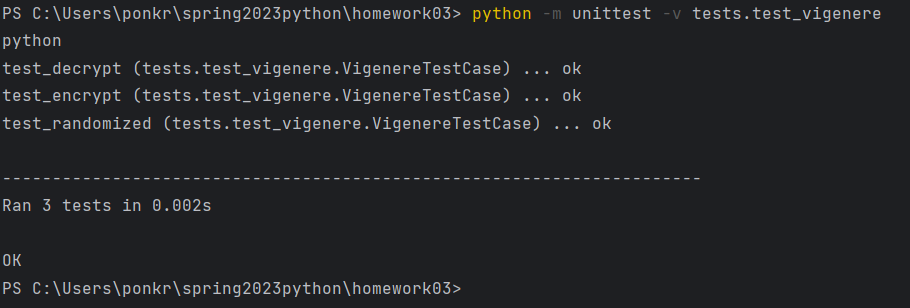 PS C:\Users\ponkr\spring2023python\homework03> python -m unittest -v tests.test_vigenere
python
test_decrypt (tests.test_vigenere.VigenereTestCase) ... ok
test_encrypt (tests.test_vigenere.VigenereTestCase) ... ok
test_randomized (tests.test_vigenere.VigenereTestCase) ... ok
----------------------------------------------------------------------
Ran 3 tests in 0.002s
OK
PS C:\Users\ponkr\spring2023python\homework03>